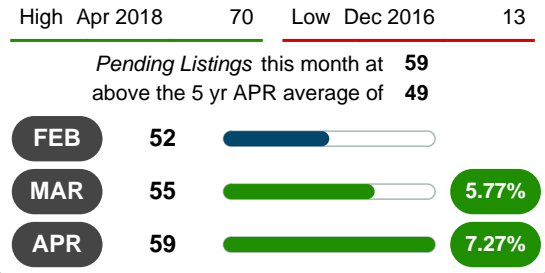 High Apr 2018 70 Low Dec 2016 13
Pending Listings this month at 59
above the 5 yr APR average of 49
FEB 52
MAR 55 5.77%
APR 59 7.27%